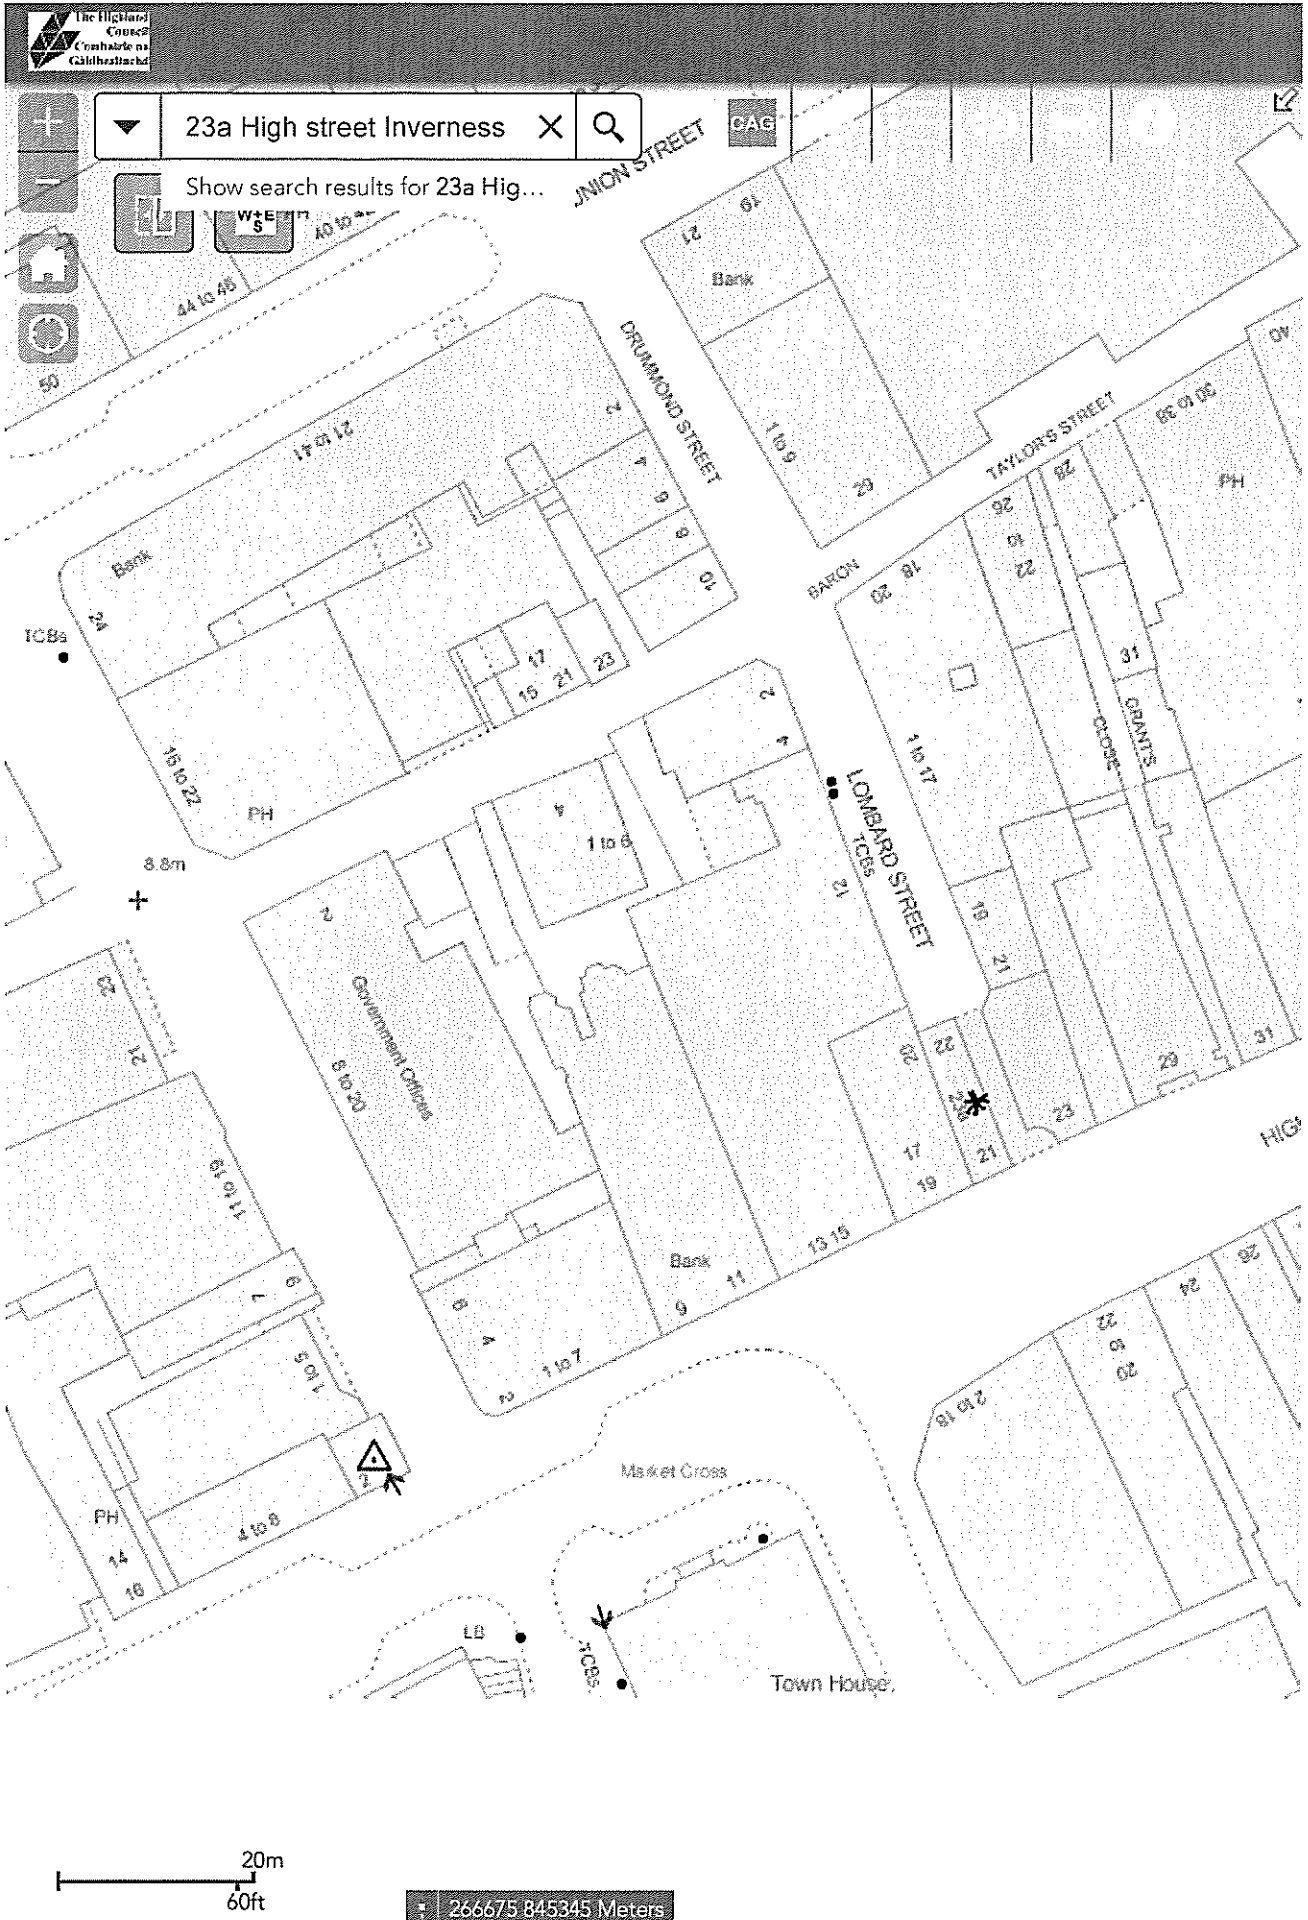 The Highland
Council
Comhairle na
Gàidhealtachd
23a High street Inverness
CAG
Show search results for 23a Hig...
UNION STREET
W+E
S
40 to
44 to 48
50
19
21
Bank
DRUMMOND STREET
21 to 41
2
4
6
8
10
1 to 9
29
TAYLOR'S STREET
30 to 38
40
PH
28
26
to
22
BARON
18
20
Bank
24
TCBs
17
23
21
15
31
16 to 22
PH
2
4
1 to 17
CLOSE
GRANT'S
LOMBARD STREET
TCBs
4
1 to 6
8.8m
2
12
19
21
23
21
Government Offices
8 to 20
20
22
29
31
23
17
19
21
HIGH
11 to 19
13 15
Bank
11
9
9
7
6
4
1 to 7
2
1 to 5
26
24
22
20
2 to 18
Market Cross
2
4 to 8
PH
14
16
LB
TCBs
Town House
20m
60ft
266675 845345 Meters